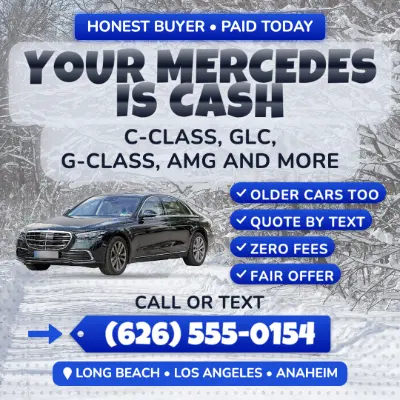 HONEST BUYER • PAID TODAY
YOUR MERCEDES
IS CASH
C-CLASS, GLC,
G-CLASS, AMG AND MORE
OLDER CARS TOO
QUOTE BY TEXT
ZERO FEES
FAIR OFFER
CALL OR TEXT
(626) 555-0154
LONG BEACH • LOS ANGELES • ANAHEIM